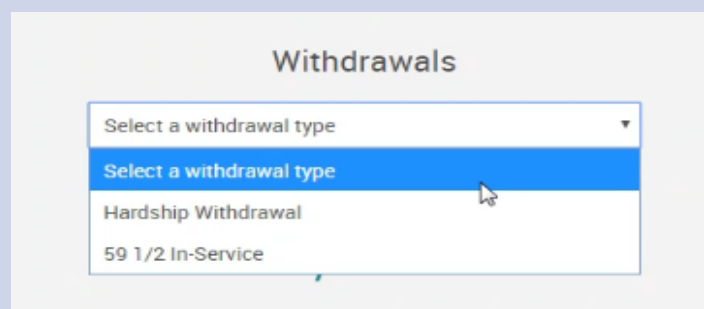 Withdrawals
Select a withdrawal type
Select a withdrawal type
Hardship Withdrawal
59 1/2 In-Service